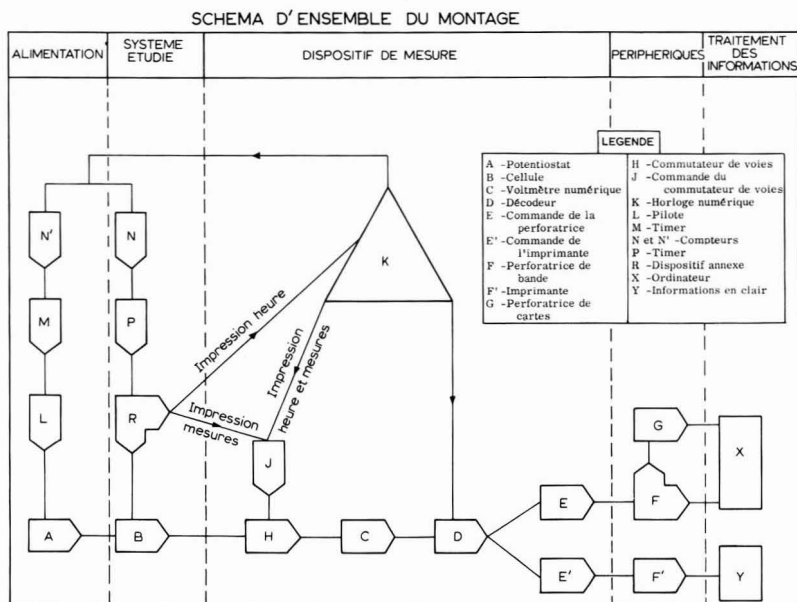 SCHEMA D'ENSEMBLE DU MONTAGE
ALIMENTATION
SYSTEME
ETUDIE
DISPOSITIF DE MESURE
PERIPHERIQUES
TRAITEMENT
DES
INFORMATIONS
LEGENDE
A - Potentiostat
B - Cellule
C - Voltmètre numérique
D - Décodeur
E - Commande de la
perforatrice
E' - Commande de
l'imprimante
F - Perforatrice de
bande
F' - Imprimante
G - Perforatrice de
cartes
H - Commutateur de voies
J - Commande du
commutateur de voies
K - Horloge numérique
L - Pilote
M - Timer
N et N' - Compteurs
P - Timer
R - Dispositif annexe
X - Ordinateur
Y - Informations en clair
N'
N
K
M
P
Impression heure
Impression
heure et mesures
L
R
Impression
mesures
J
G
X
A
B
H
C
D
E
F
E'
F'
Y